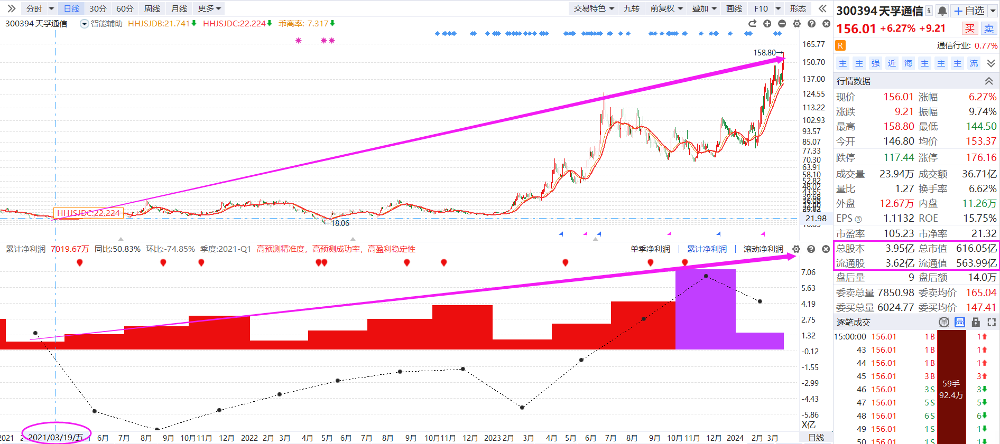 分时 日线 30分 60分 周线 月线 更多 交易特色 九转 前复权 叠加 画线 F10 形态
300394 天孚通信 智能辅助 HHJSJDB:21.741 HHJSJDC:22.224 乖离率:-7.317
158.80→
HHJSJDC:22.224
←18.06
165.77
150.70
137.00
124.55
113.22
102.93
93.57
85.07
77.33
70.30
63.91
58.10
52.82
48.02
21.98
累计净利润 7019.67万 同比:50.83% 环比:-74.85% 季度:2021-Q1 高预测精准度，高预测成功率，高盈利稳定性 单季净利润 | 累计净利润 | 滚动净利润
7.06
5.63
4.19
2.75
1.32
-0.12
-1.55
-2.99
-4.43
-5.86
X亿
2021 2021/03/19/五 6月 7月 8月 9月 10月 11月 12月 2022 2月 3月 4月 5月 6月 7月 8月 9月 10月 11月 12月 2023 2月 3月 4月 5月 6月 7月 8月 9月 10月 11月 12月 2024 2月 3月 日线
300394 天孚通信 自选
156.01 +6.27% +9.21 买 卖
R 通信行业: 0.77%
主 主 强 近 海 主 主 主 流
行情数据
现价 156.01 涨幅 6.27%
涨跌 9.21 振幅 9.74%
最高 158.80 最低 144.50
今开 146.80 均价 153.37
跌停 117.44 涨停 176.16
成交量 23.94万 成交额 36.71亿
量比 1.27 换手率 6.62%
外盘 12.67万 内盘 11.26万
EPS③ 1.1132 ROE 15.75%
市盈率 105.23 市净率 21.32
总股本 3.95亿 总市值 616.05亿
流通股 3.62亿 流通值 563.99亿
盘后量 9 盘后额 14.0万
委卖总量 7850.98 委卖均价 165.04
委买总量 6024.77 委买均价 147.41
逐笔成交 单 量
15:00:00 156.01 1 B 1
43 156.01 1 B 1
44 156.01 1 B 1
45 156.01 3 B 3
46 156.01 3 S 3
47 156.01 5 S 5
48 156.01 6 S 6
49 156.01 1 S 1
50 156.01 1 S 1
59手
92.4万